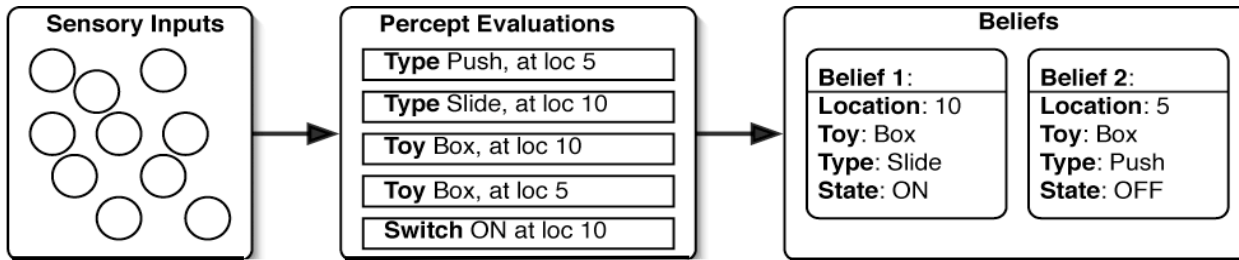 Sensory Inputs
Percept Evaluations
Type Push, at loc 5
Type Slide, at loc 10
Toy Box, at loc 10
Toy Box, at loc 5
Switch ON at loc 10
Beliefs
Belief 1:
Location: 10
Toy: Box
Type: Slide
State: ON
Belief 2:
Location: 5
Toy: Box
Type: Push
State: OFF